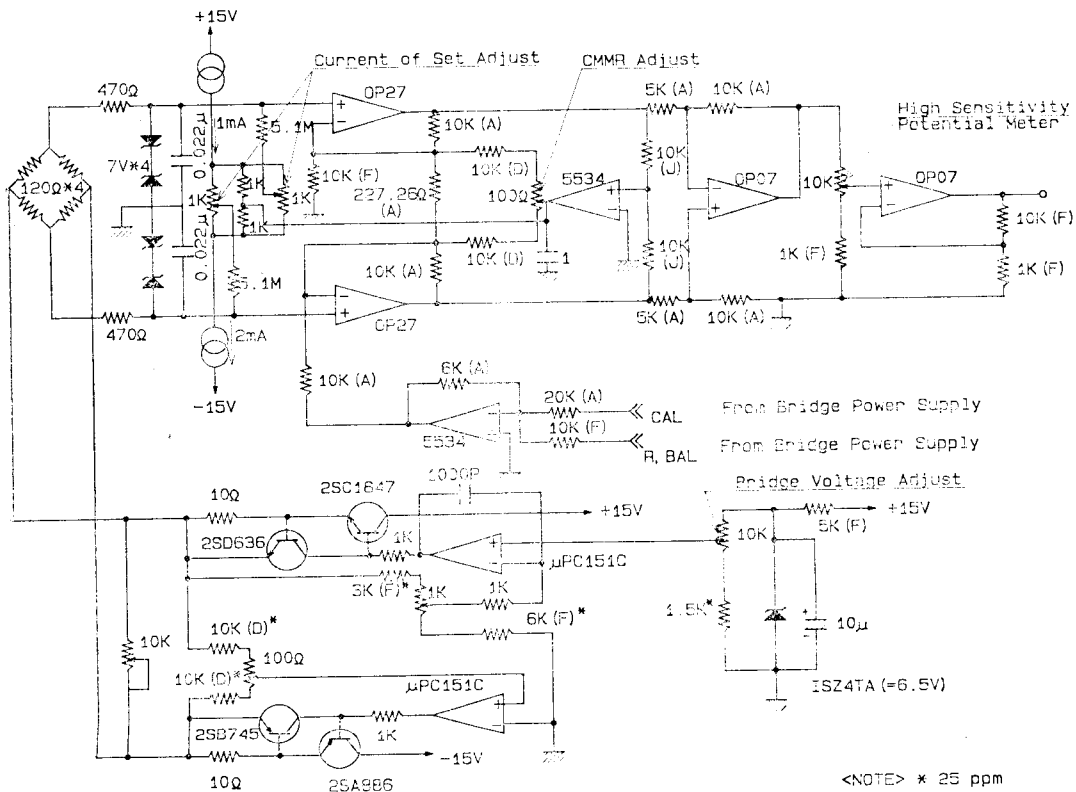 +15V
Current of Set Adjust
CMMR Adjust
470Ω
OP27
5K (A)
10K (A)
High Sensitivity
Potential Meter
0.022μ
1mA
5.1M
10K (A)
7V*4
10K (J)
10K (D)
5534
OP07
10K
OP07
120Ω*4
1K
1K
1K
1K
10K (F)
227.26Ω
(A)
100Ω
10K (F)
0.022μ
10K (D)
10K (J)
1K (F)
1K (F)
5.1M
10K (A)
1
5K (A)
10K (A)
470Ω
2mA
OP27
-15V
10K (A)
6K (A)
20K (A)
CAL
From Bridge Power Supply
5534
10K (F)
R, BAL
From Bridge Power Supply
1000P
Bridge Voltage Adjust
10Ω
2SC1647
+15V
+15V
5K (F)
2SD636
1K
10K
μPC151C
3K (F)*
1K
1K
6K (F)*
1.5K*
+
10μ
10K (D)*
10K
100Ω
10K (D)*
μPC151C
ISZ4TA (=6.5V)
2SB745
1K
-15V
10Ω
2SA886
<NOTE> * 25 ppm